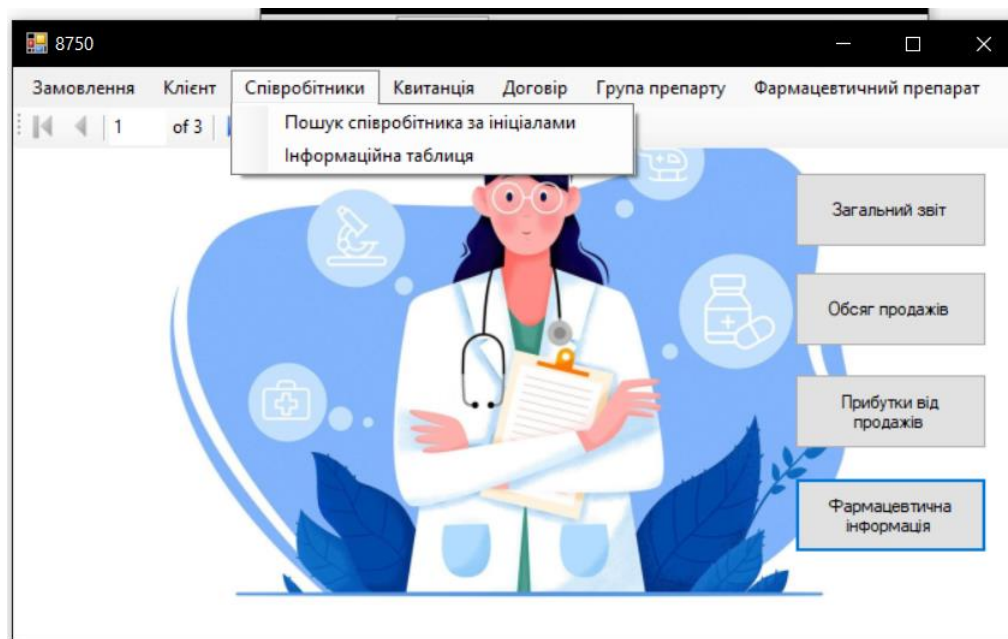 8750
Замовлення Клієнт Співробітники Квитанція Договір Група препарту Фармацевтичний препарат
1 of 3
Пошук співробітника за ініціалами
Інформаційна таблиця
Загальний звіт
Обсяг продажів
Прибутки від
продажів
Фармацевтична
інформація